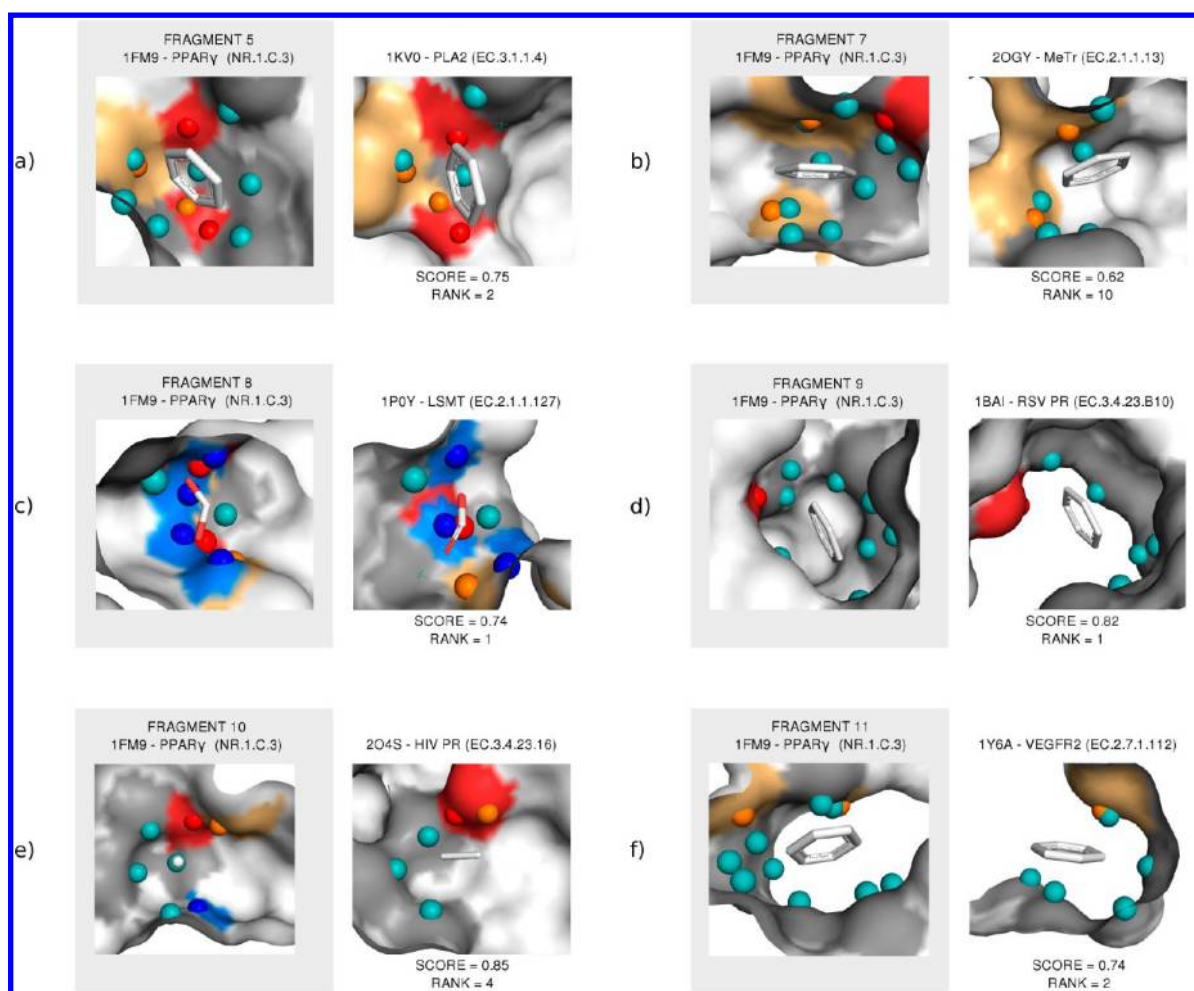 a)
FRAGMENT 5
1FM9 - PPARγ (NR.1.C.3)
1KV0 - PLA2 (EC.3.1.1.4)
SCORE = 0.75
RANK = 2
b)
FRAGMENT 7
1FM9 - PPARγ (NR.1.C.3)
2OGY - MeTr (EC.2.1.1.13)
SCORE = 0.62
RANK = 10
c)
FRAGMENT 8
1FM9 - PPARγ (NR.1.C.3)
1P0Y - LSMT (EC.2.1.1.127)
SCORE = 0.74
RANK = 1
d)
FRAGMENT 9
1FM9 - PPARγ (NR.1.C.3)
1BAI - RSV PR (EC.3.4.23.B10)
SCORE = 0.82
RANK = 1
e)
FRAGMENT 10
1FM9 - PPARγ (NR.1.C.3)
2O4S - HIV PR (EC.3.4.23.16)
SCORE = 0.85
RANK = 4
f)
FRAGMENT 11
1FM9 - PPARγ (NR.1.C.3)
1Y6A - VEGFR2 (EC.2.7.1.112)
SCORE = 0.74
RANK = 2